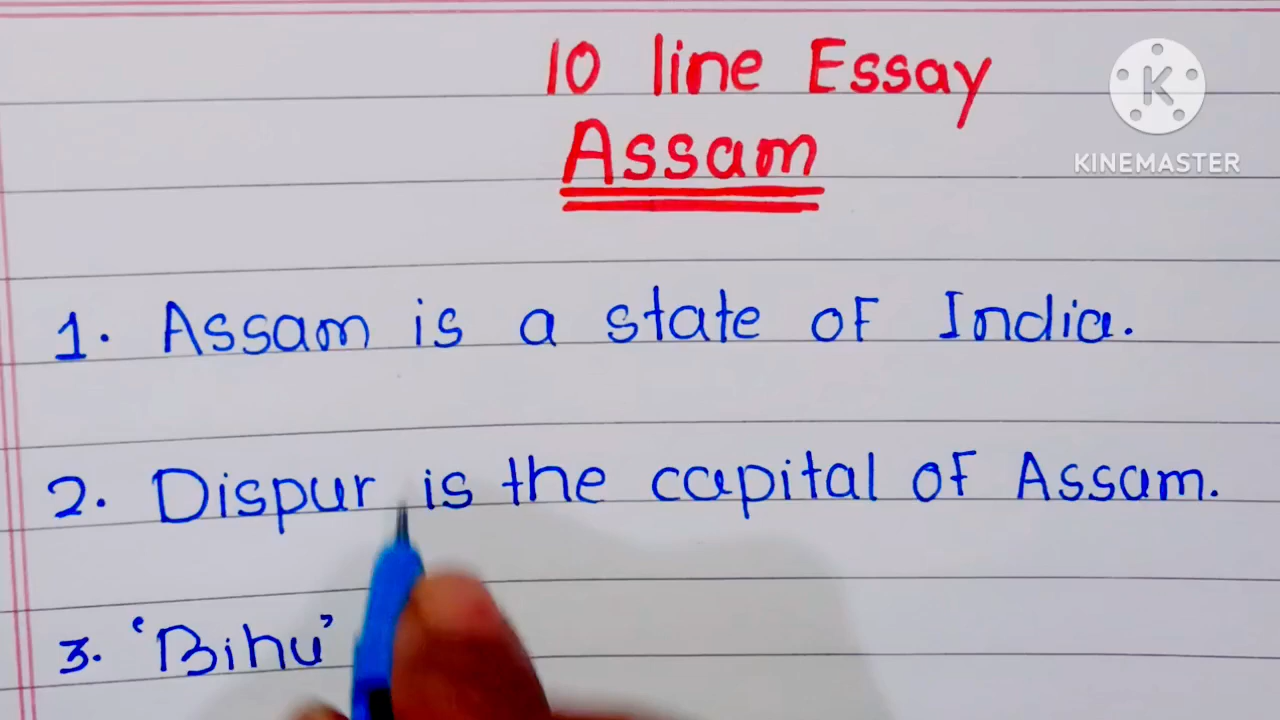 10 line Essay
Assam
K
KINEMASTER
1. Assam is a state of India.
2. Dispur is the capital of Assam.
3. 'Bihu'